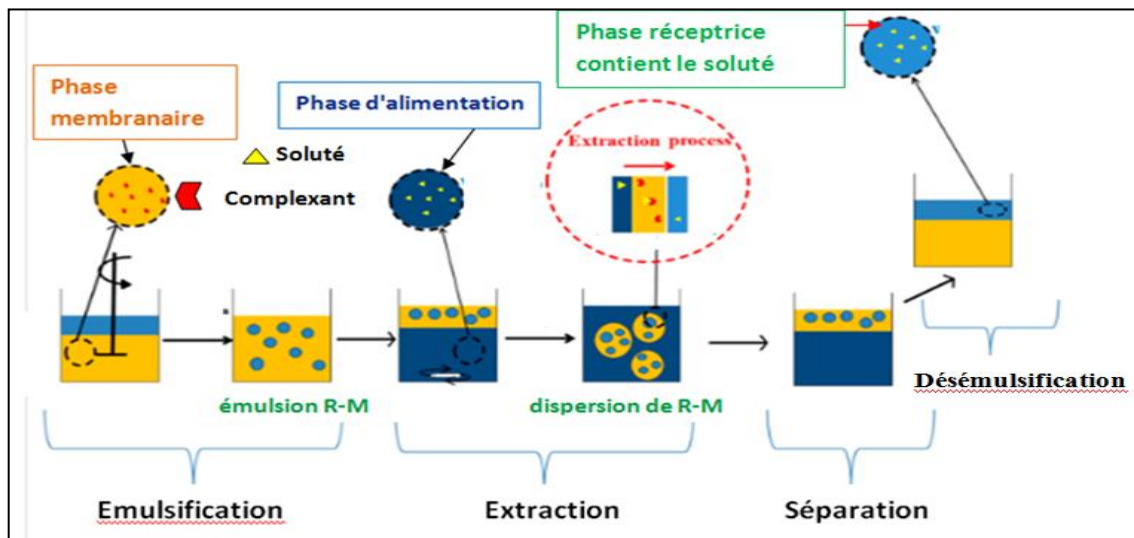 Phase réceptrice
contient le soluté
Phase
membranaire
Phase d'alimentation
Extraction process
Soluté
Complexant
émulsion R-M
dispersion de R-M
Désémulsification
Emulsification
Extraction
Séparation